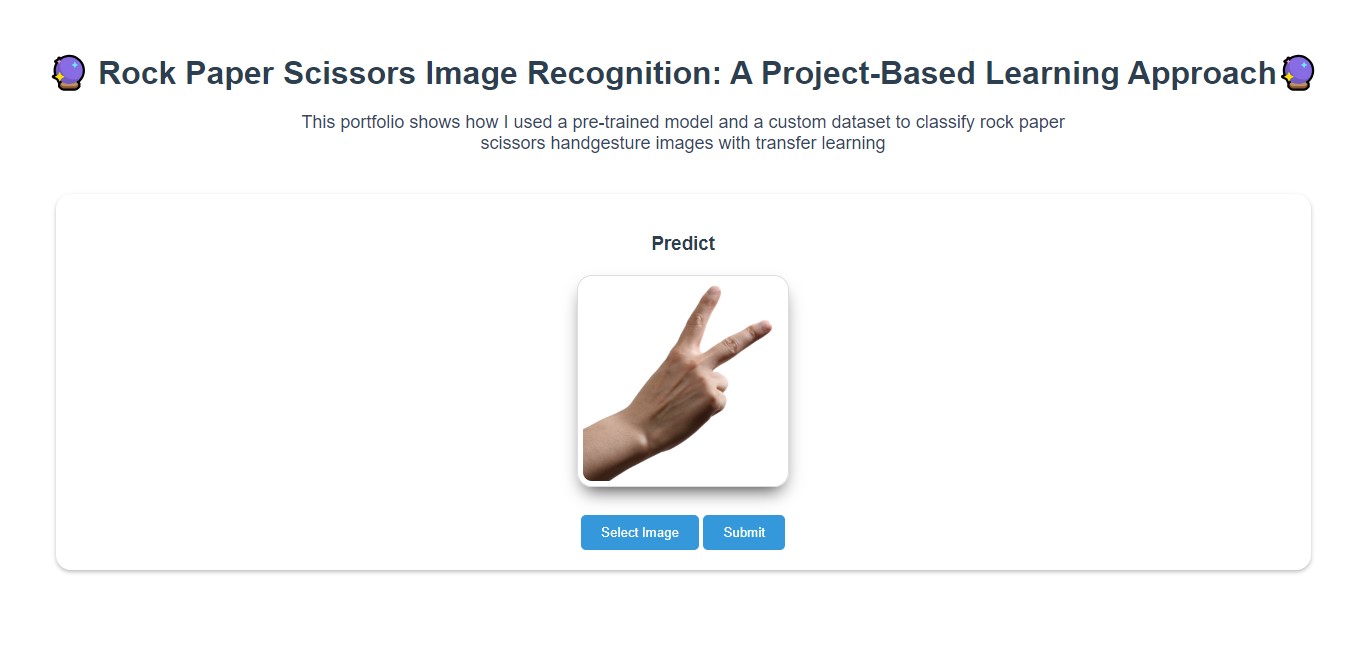 Rock Paper Scissors Image Recognition: A Project-Based Learning Approach
This portfolio shows how I used a pre-trained model and a custom dataset to classify rock paper
scissors handgesture images with transfer learning
Predict
Select Image
Submit